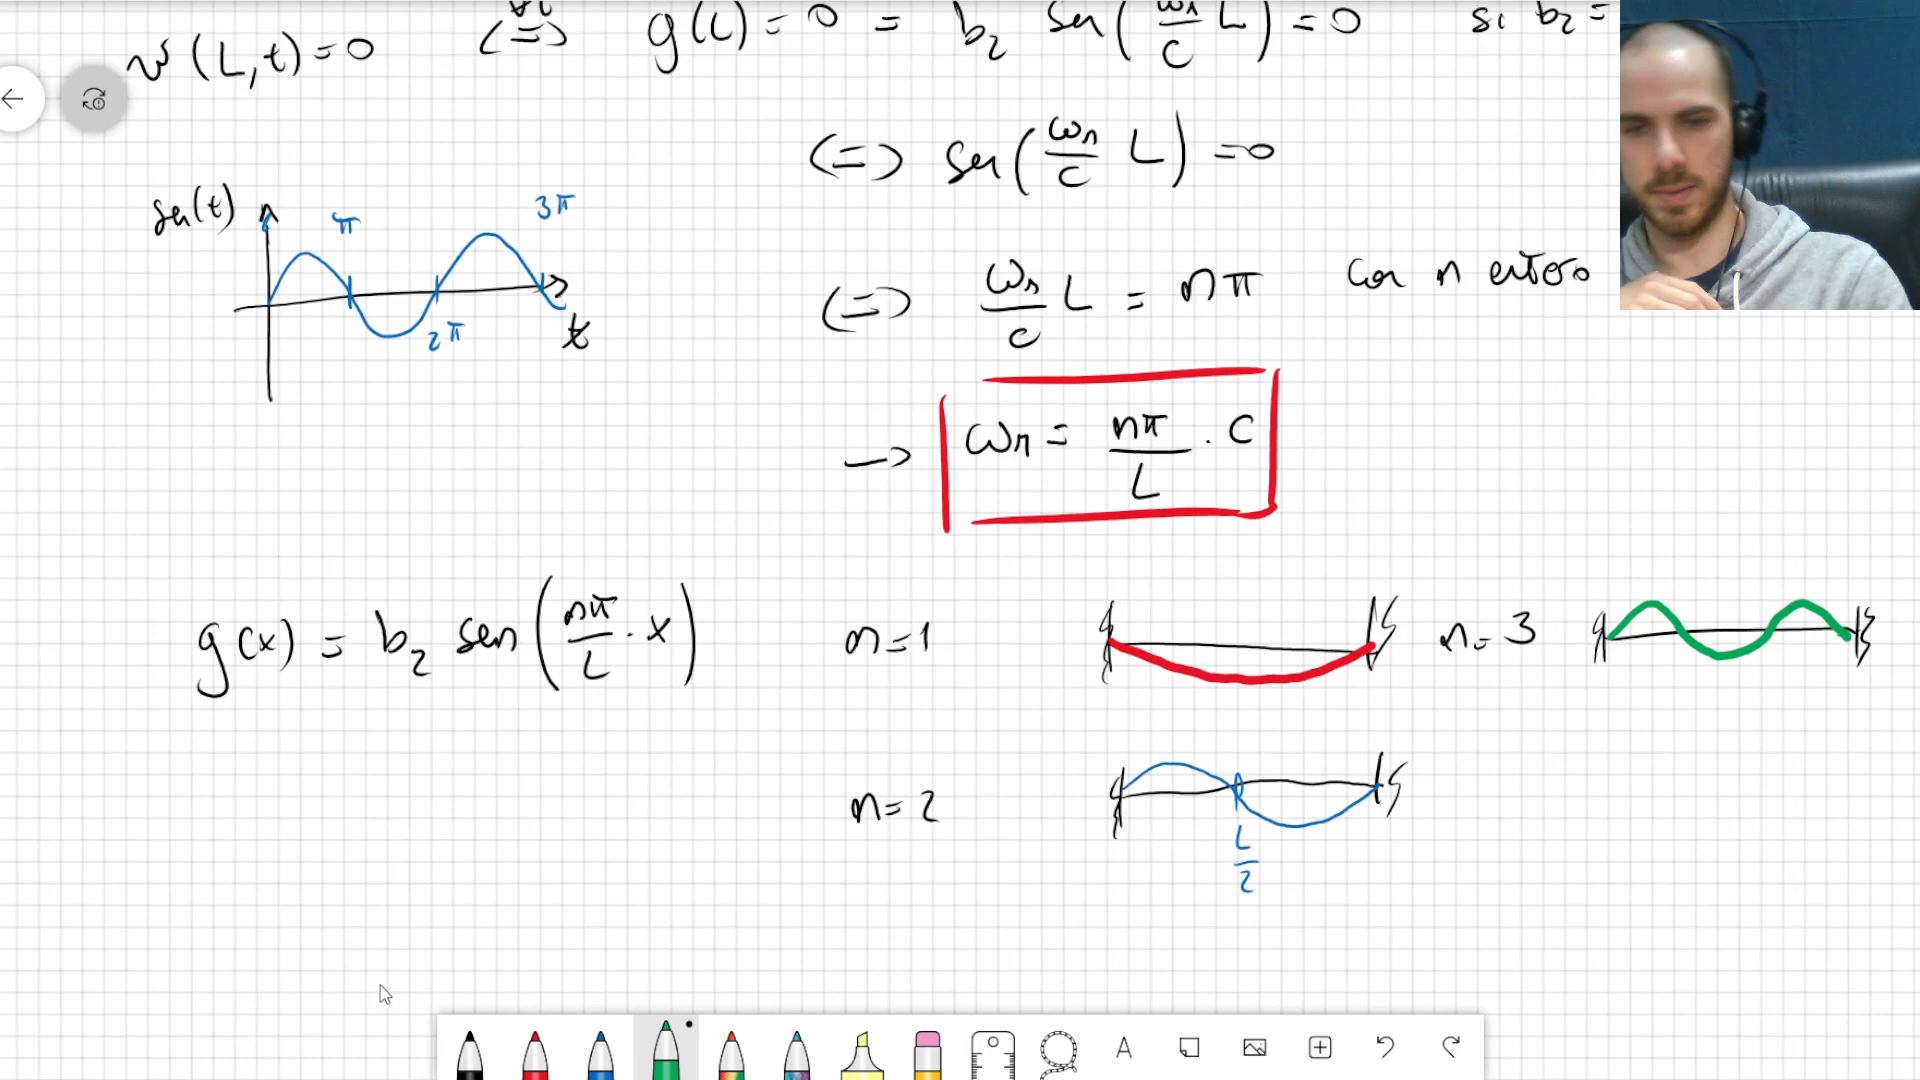 v(L,t)=0 (=) g(L)=0 = b₂ sen(ωn/c L)=0 si b₂=
(=) sen(ωn/c L)=0
sen(t) π 3π
2π t
(=) ωn/c L = nπ con n entero
-> ωn = nπ/L . c
g(x) = b₂ sen(nπ/L . x) n=1 n=3
n=2
L/2
A